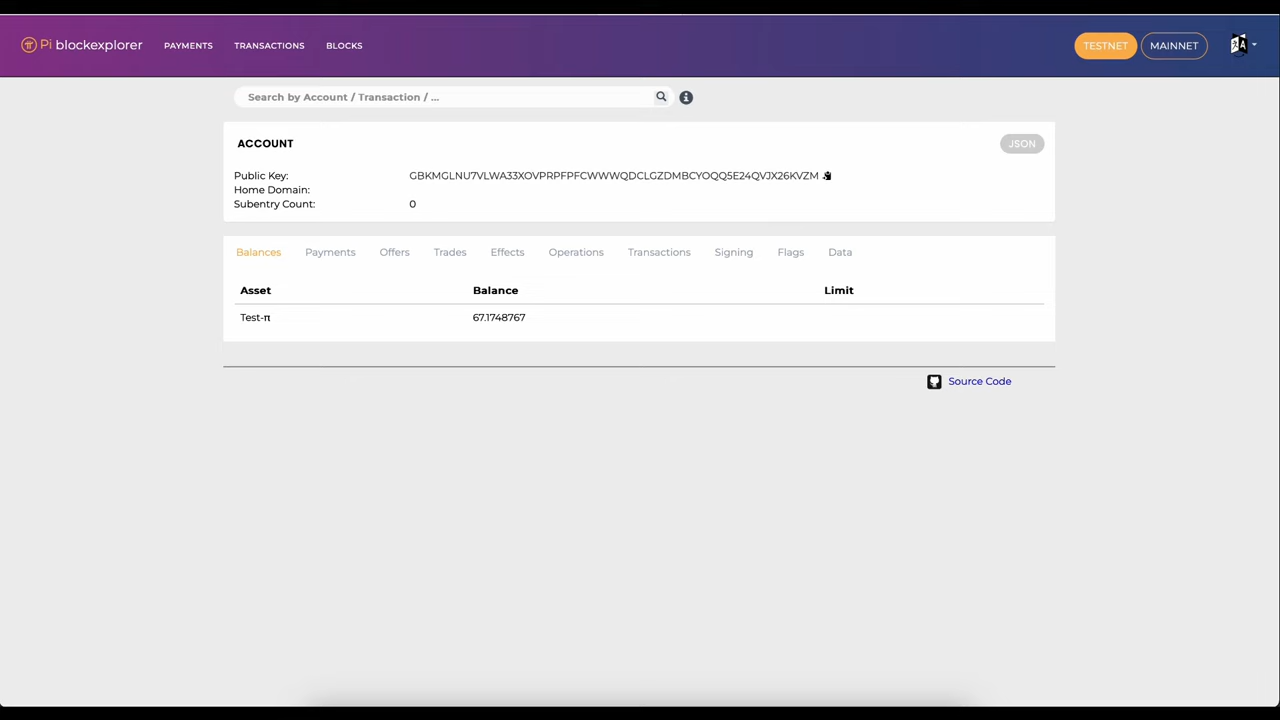 Pi blockexplorer PAYMENTS TRANSACTIONS BLOCKS TESTNET MAINNET
Search by Account / Transaction / ...
ACCOUNT JSON
Public Key: GBKMGLNU7VLWA33XOVPRPFPFCWWWQDCLGZDMBCYOQQ5E24QVJX26KVZM
Home Domain:
Subentry Count: 0
Balances Payments Offers Trades Effects Operations Transactions Signing Flags Data
Asset Balance Limit
Test-π 67.1748767
Source Code